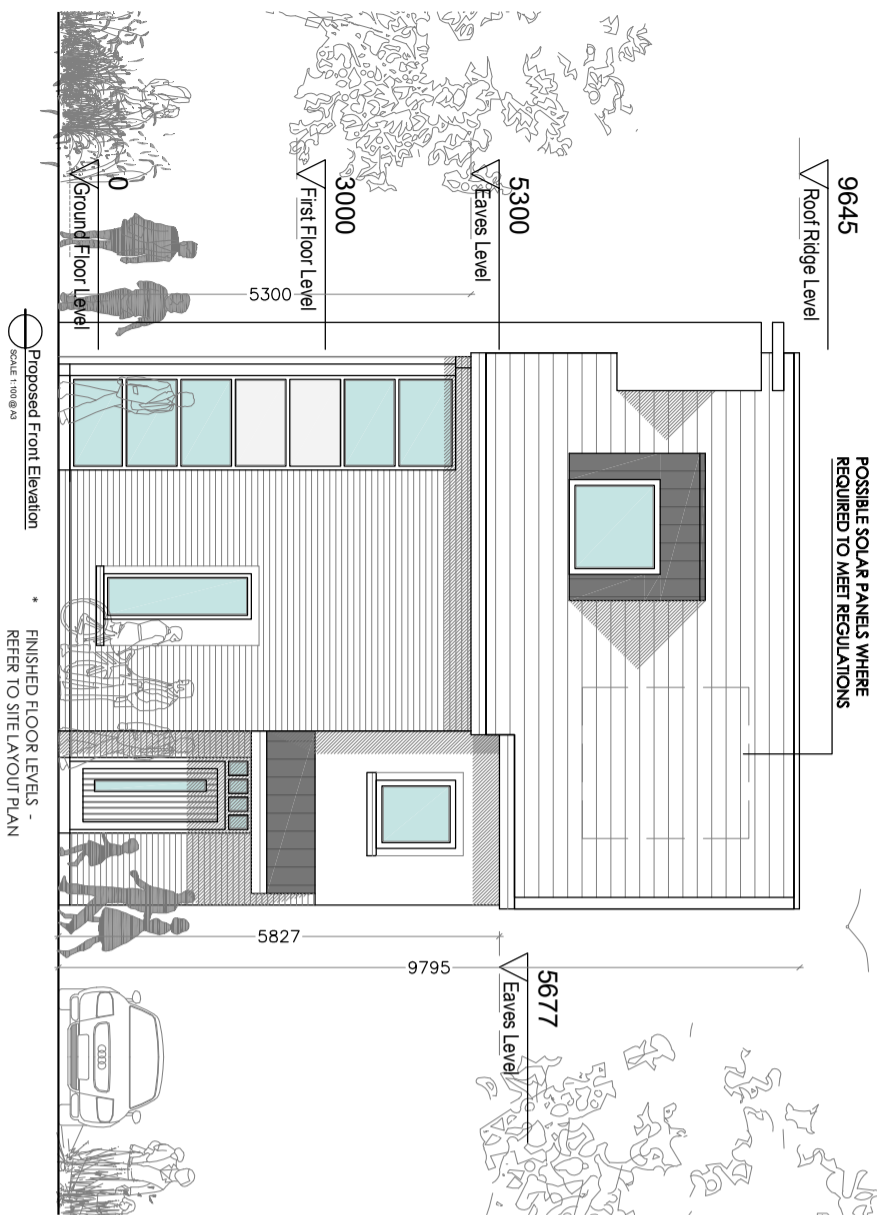 9645
Roof Ridge Level
POSSIBLE SOLAR PANELS WHERE
REQUIRED TO MEET REGULATIONS
5300
Eaves Level
5677
Eaves Level
3000
First Floor Level
5300
5827
9795
0
Ground Floor Level
Proposed Front Elevation
SCALE 1:100 @ A3
* FINISHED FLOOR LEVELS -
REFER TO SITE LAYOUT PLAN